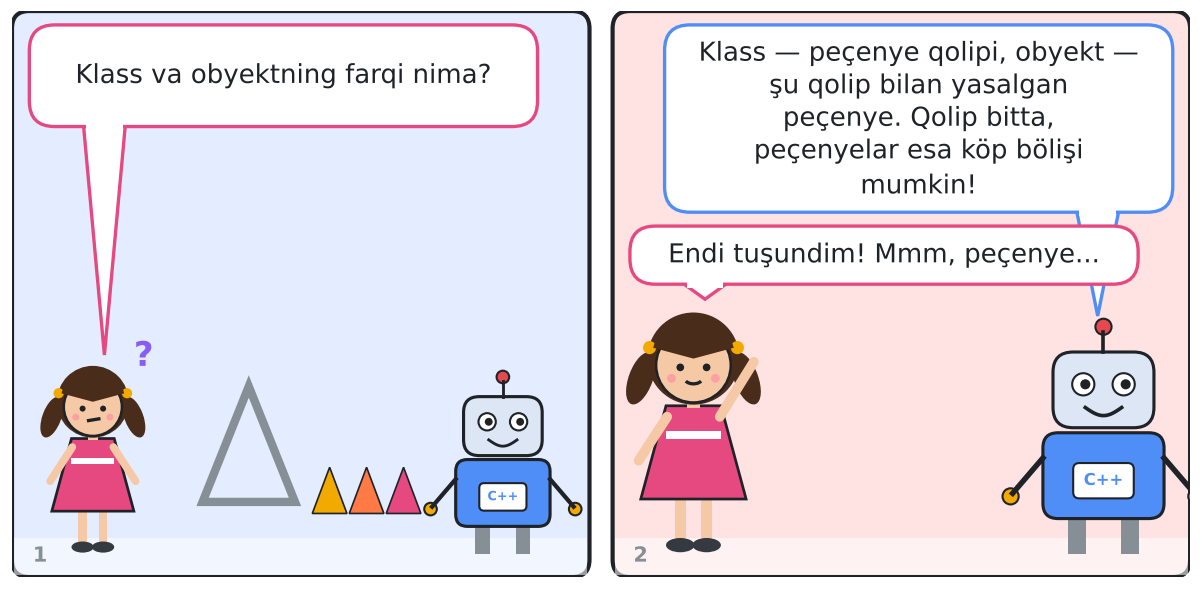 Klass va obyektning farqi nima?
?
C++
1
Klass — peçenye qolipi, obyekt —
şu qolip bilan yasalgan
peçenye. Qolip bitta,
peçenyelar esa köp bölişi
mumkin!
Endi tuşundim! Mmm, peçenye...
C++
2